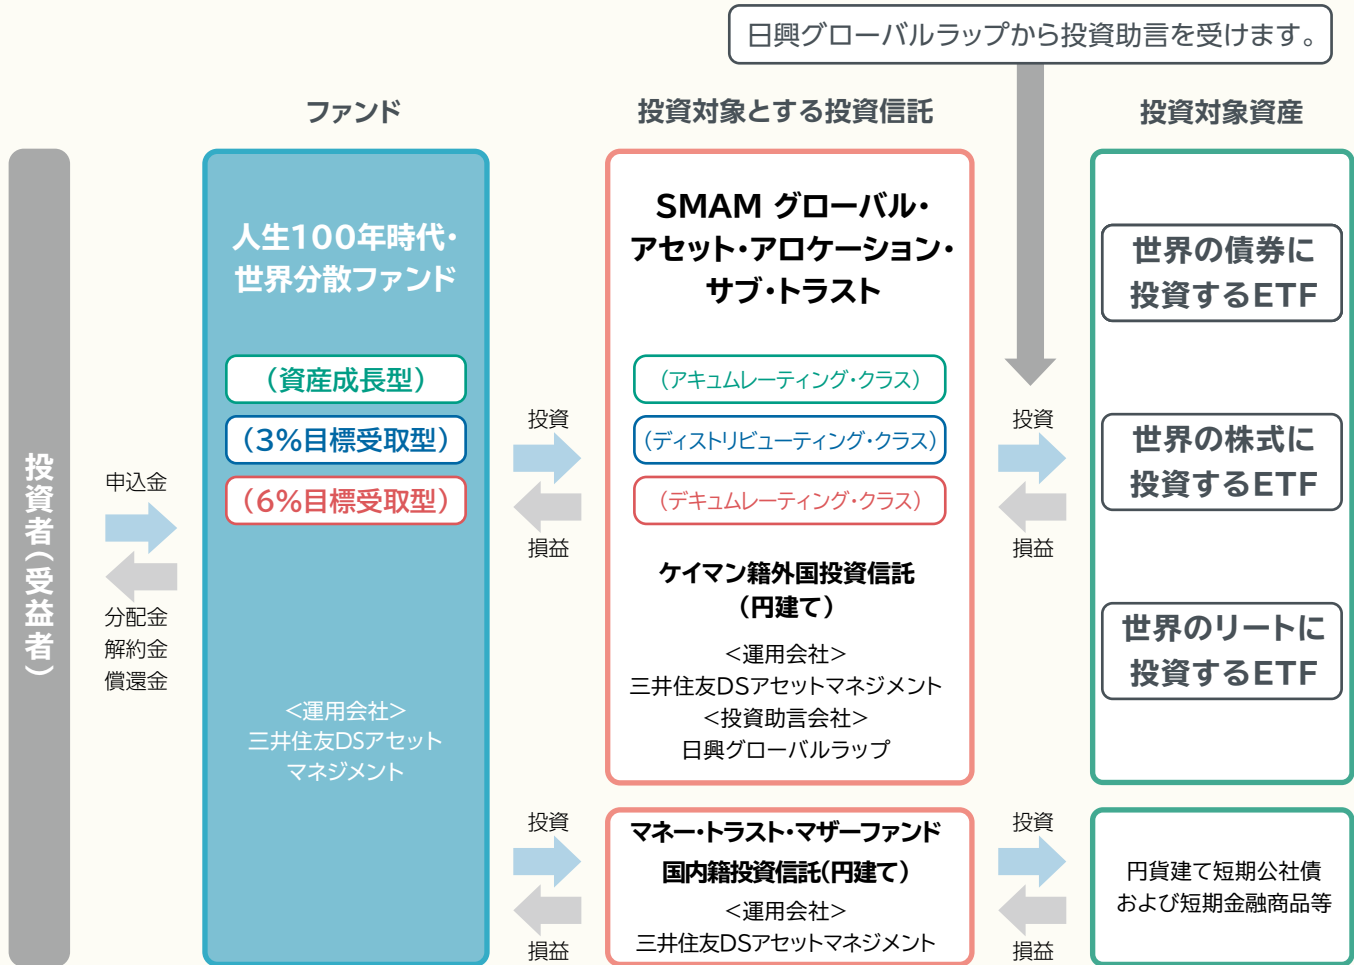 日興グローバルラップから投資助言を受けます。
ファンド
投資対象とする投資信託
投資対象資産
投資者(受益者)
申込金
分配金
解約金
償還金
人生100年時代・
世界分散ファンド
(資産成長型)
(3%目標受取型)
(6%目標受取型)
<運用会社>
三井住友DSアセット
マネジメント
投資
損益
SMAM グローバル・
アセット・アロケーション・
サブ・トラスト
(アキュムレーティング・クラス)
(ディストリビューティング・クラス)
(デキュムレーティング・クラス)
ケイマン籍外国投資信託
(円建て)
<運用会社>
三井住友DSアセットマネジメント
<投資助言会社>
日興グローバルラップ
投資
損益
世界の債券に
投資するETF
世界の株式に
投資するETF
世界のリートに
投資するETF
投資
損益
マネー・トラスト・マザーファンド
国内籍投資信託(円建て)
<運用会社>
三井住友DSアセットマネジメント
投資
損益
円貨建て短期公社債
および短期金融商品等